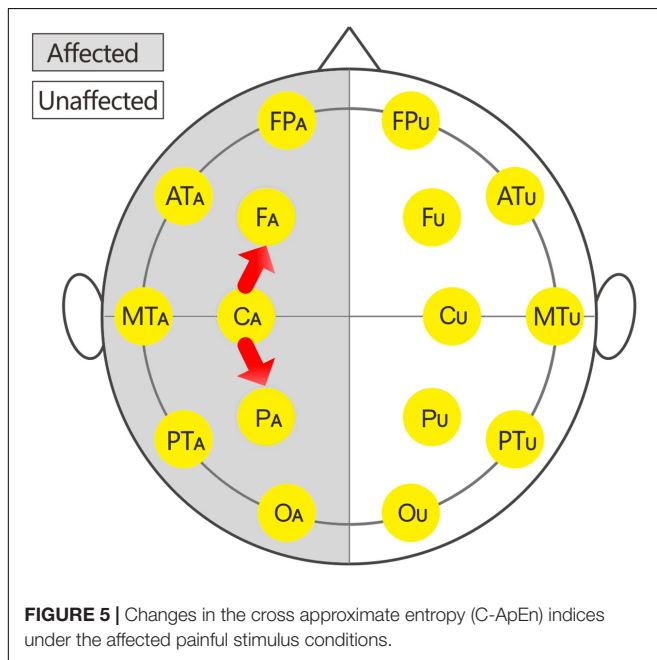 Affected
Unaffected
FPA FPU
ATA ATU
FA FU
MTA CA CU MTU
PA PU
PTA PTU
OA OU
FIGURE 5 | Changes in the cross approximate entropy (C-ApEn) indices
under the affected painful stimulus conditions.